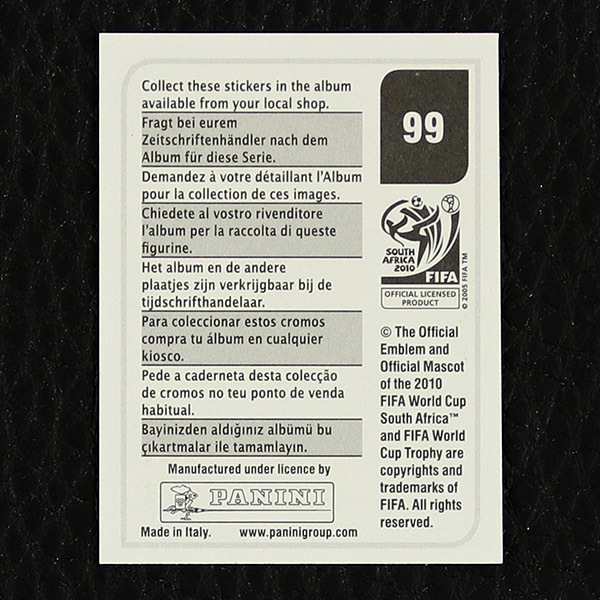 Collect these stickers in the album
available from your local shop.
Fragt bei eurem
Zeitschriftenhändler nach dem
Album für diese Serie.
Demandez à votre détaillant l'Album
pour la collection de ces images.
Chiedete al vostro rivenditore
l'album per la raccolta di queste
figurine.
Het album en de andere
plaatjes zijn verkrijgbaar bij de
tijdschrifthandelaar.
Para coleccionar estos cromos
compra tu álbum en cualquier
kiosco.
Pede a caderneta desta colecção
de cromos no teu ponto de venda
habitual.
Bayinizden aldığınız albümü bu
çıkartmalar ile tamamlayın.
Manufactured under licence by
PANINI
Made in Italy. www.paninigroup.com
99
SOUTH
AFRICA
2010
FIFA
OFFICIAL LICENSED
PRODUCT
© 2005 FIFA TM
© The Official
Emblem and
Official Mascot
of the 2010
FIFA World Cup
South Africa™
and FIFA World
Cup Trophy are
copyrights and
trademarks of
FIFA. All rights
reserved.